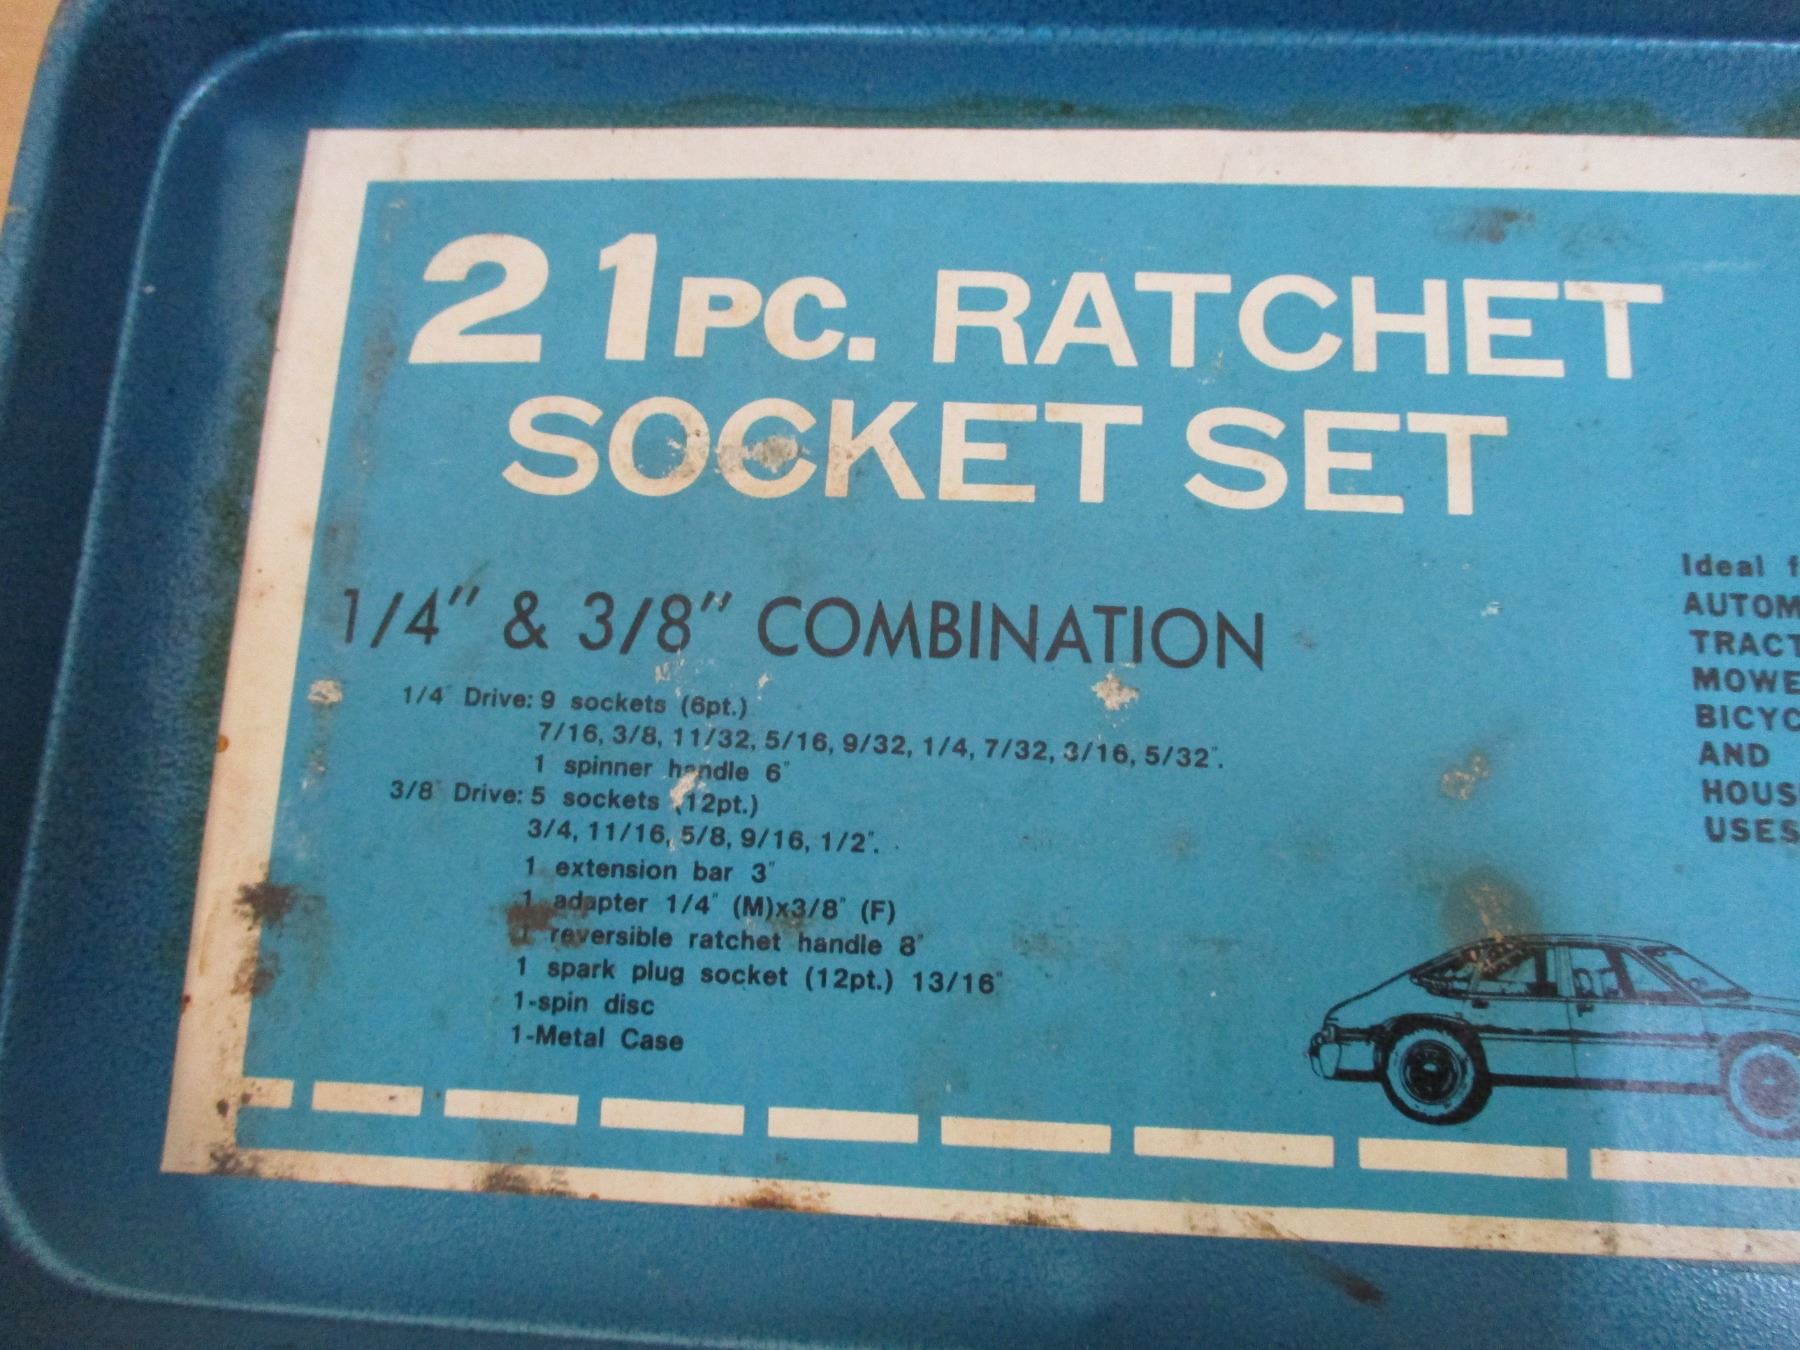 21PC. RATCHET
SOCKET SET
1/4" & 3/8" COMBINATION
1/4" Drive: 9 sockets (6pt.)
7/16, 3/8, 11/32, 5/16, 9/32, 1/4, 7/32, 3/16, 5/32".
1 spinner handle 6"
3/8" Drive: 5 sockets (12pt.)
3/4, 11/16, 5/8, 9/16, 1/2".
1 extension bar 3"
1 adapter 1/4" (M)x3/8" (F)
1 reversible ratchet handle 8"
1 spark plug socket (12pt.) 13/16"
1-spin disc
1-Metal Case
Ideal
AND
USES